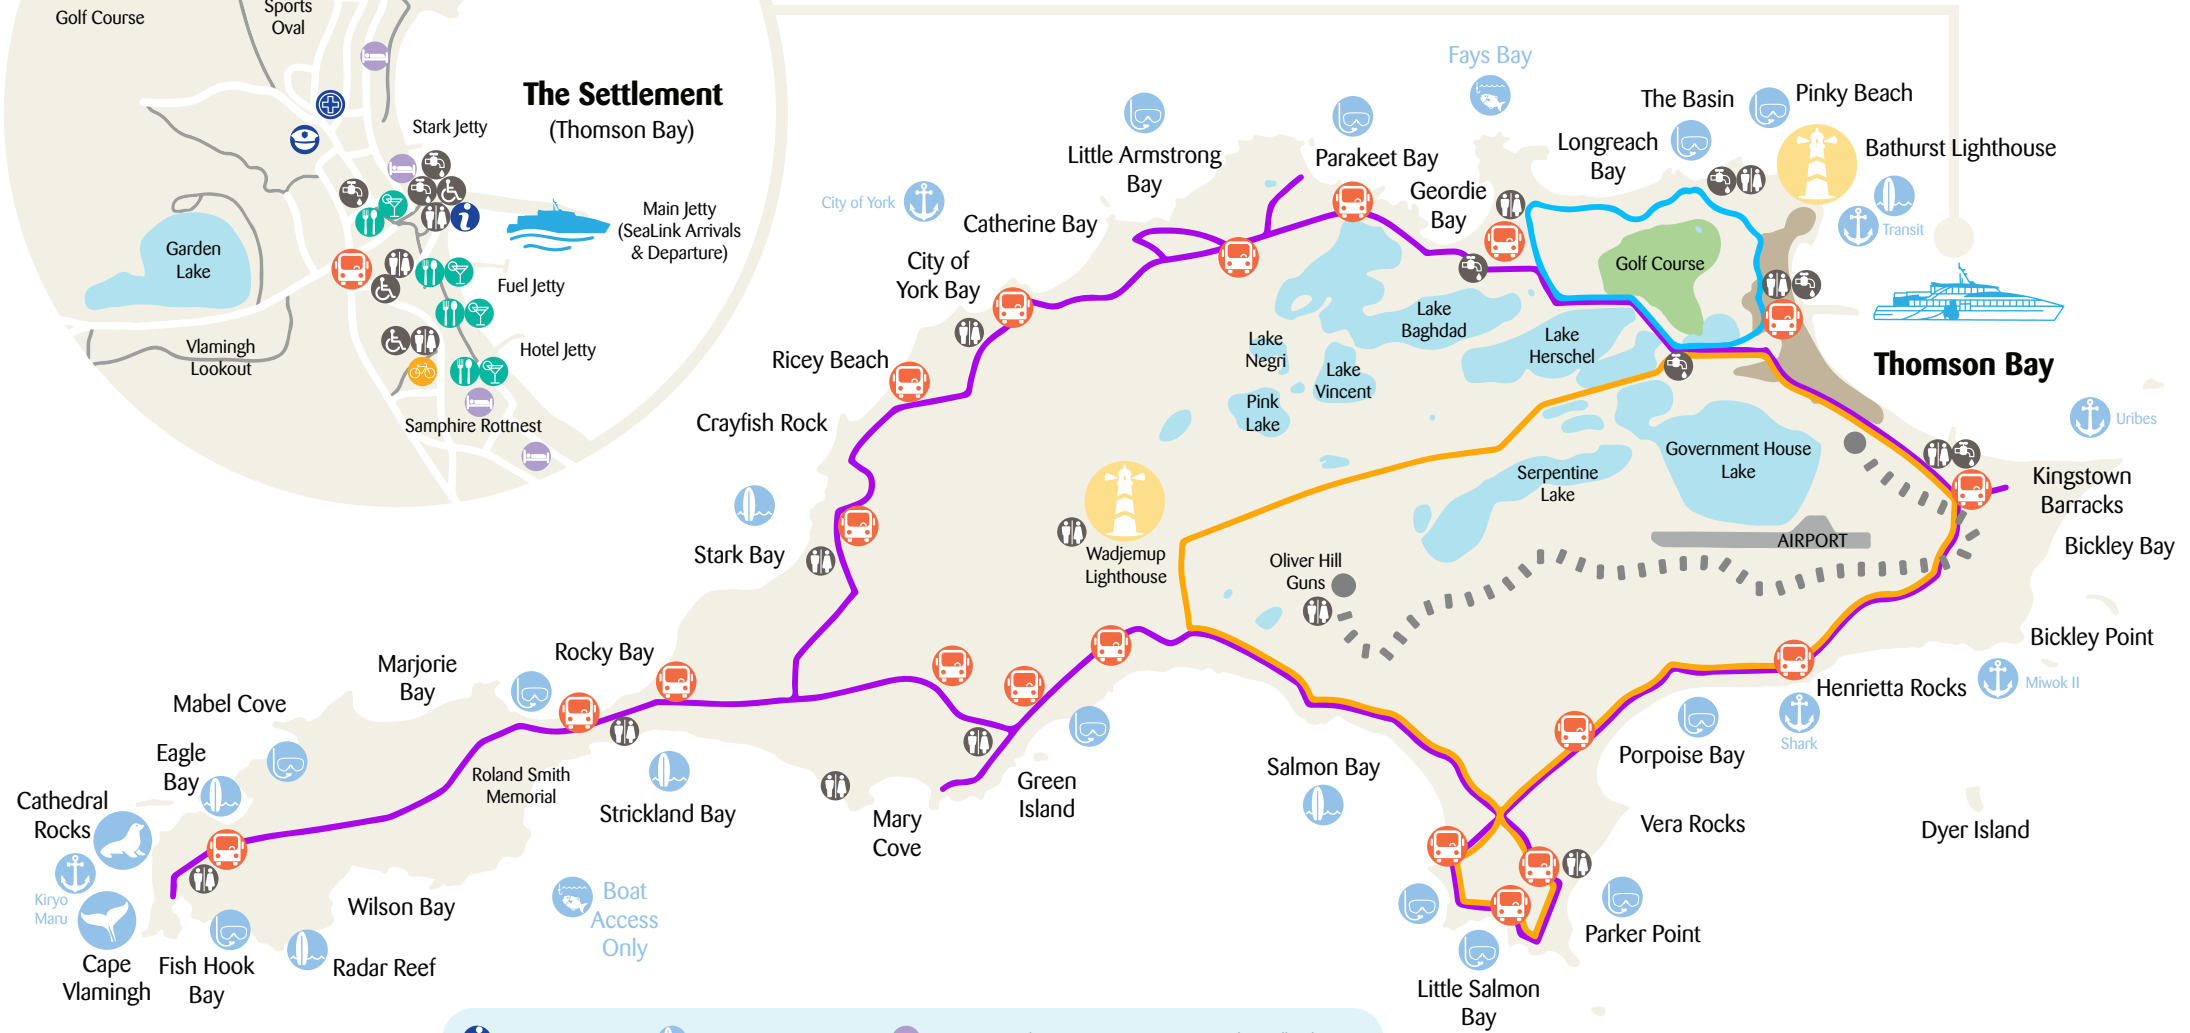 Golf Course
Sports
Oval
The Settlement
(Thomson Bay)
Stark Jetty
Main Jetty
(SeaLink Arrivals
& Departure)
Garden
Lake
Fuel Jetty
Vlamingh
Lookout
Hotel Jetty
Samphire Rottnest
Fays Bay
The Basin
Pinky Beach
Longreach
Bay
Bathurst Lighthouse
Little Armstrong
Bay
Parakeet Bay
Geordie
Bay
Transit
City of York
Catherine Bay
City of
York Bay
Golf Course
Lake
Baghdad
Lake
Herschel
Lake
Negri
Lake
Vincent
Pink
Lake
Thomson Bay
Ricey Beach
Crayfish Rock
Uribes
Government House
Lake
Serpentine
Lake
Kingstown
Barracks
Bickley Bay
AIRPORT
Stark Bay
Wadjemup
Lighthouse
Oliver Hill
Guns
Bickley Point
Rocky Bay
Marjorie
Bay
Mabel Cove
Henrietta Rocks
Miwok II
Shark
Porpoise Bay
Eagle
Bay
Roland Smith
Memorial
Salmon Bay
Green
Island
Cathedral
Rocks
Strickland Bay
Mary
Cove
Vera Rocks
Dyer Island
Kiryo
Maru
Wilson Bay
Boat
Access
Only
Parker Point
Cape
Vlamingh
Fish Hook
Bay
Radar Reef
Little Salmon
Bay